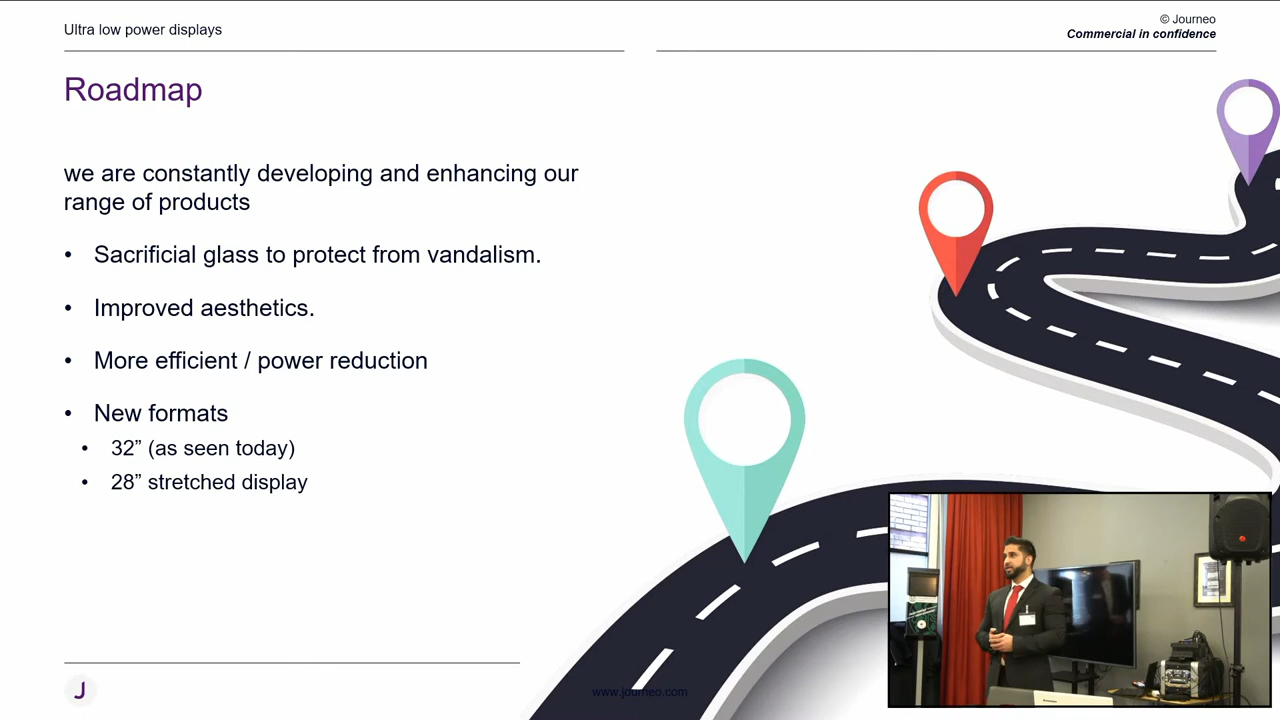 Ultra low power displays
© Journeo
Commercial in confidence
Roadmap
we are constantly developing and enhancing our
range of products
• Sacrificial glass to protect from vandalism.
• Improved aesthetics.
• More efficient / power reduction
• New formats
• 32” (as seen today)
• 28” stretched display
J
www.journeo.com